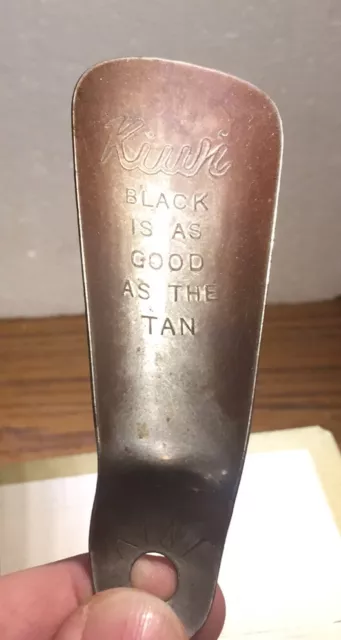 Kiwi
BLACK
IS AS
GOOD
AS THE
TAN